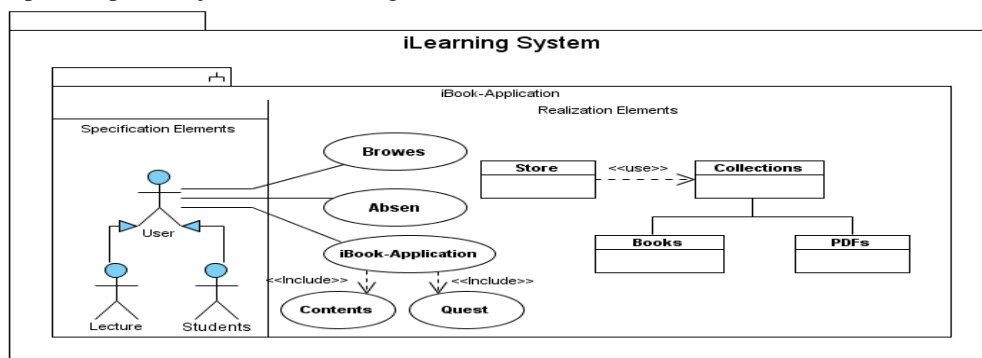 iLearning System
iBook-Application
Specification Elements
Realization Elements
Browes
Absen
iBook-Application
<<Include>>
<<Include>>
Contents
Quest
User
Lecture
Students
Store
<<use>>
Collections
Books
PDFs